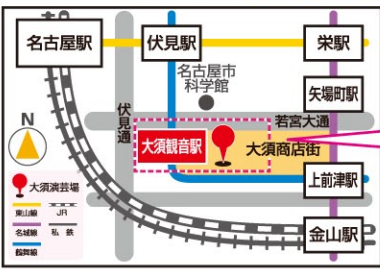 名古屋駅
伏見駅
栄駅
名古屋市
科学館
矢場町駅
伏見通
若宮大通
N
大須観音駅
大須商店街
上前津駅
大須演芸場
東山線
JR
名城線
私鉄
鶴舞線
金山駅